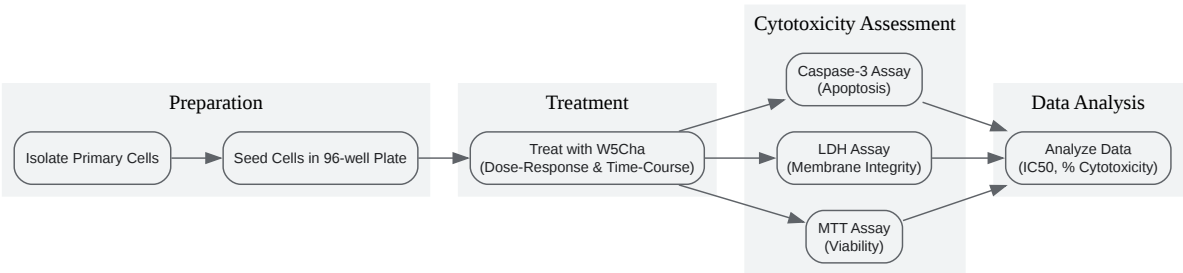 Preparation
Isolate Primary Cells
Seed Cells in 96-well Plate
Treatment
Treat with W5Cha
(Dose-Response & Time-Course)
Cytotoxicity Assessment
Caspase-3 Assay
(Apoptosis)
LDH Assay
(Membrane Integrity)
MTT Assay
(Viability)
Data Analysis
Analyze Data
(IC50, % Cytotoxicity)